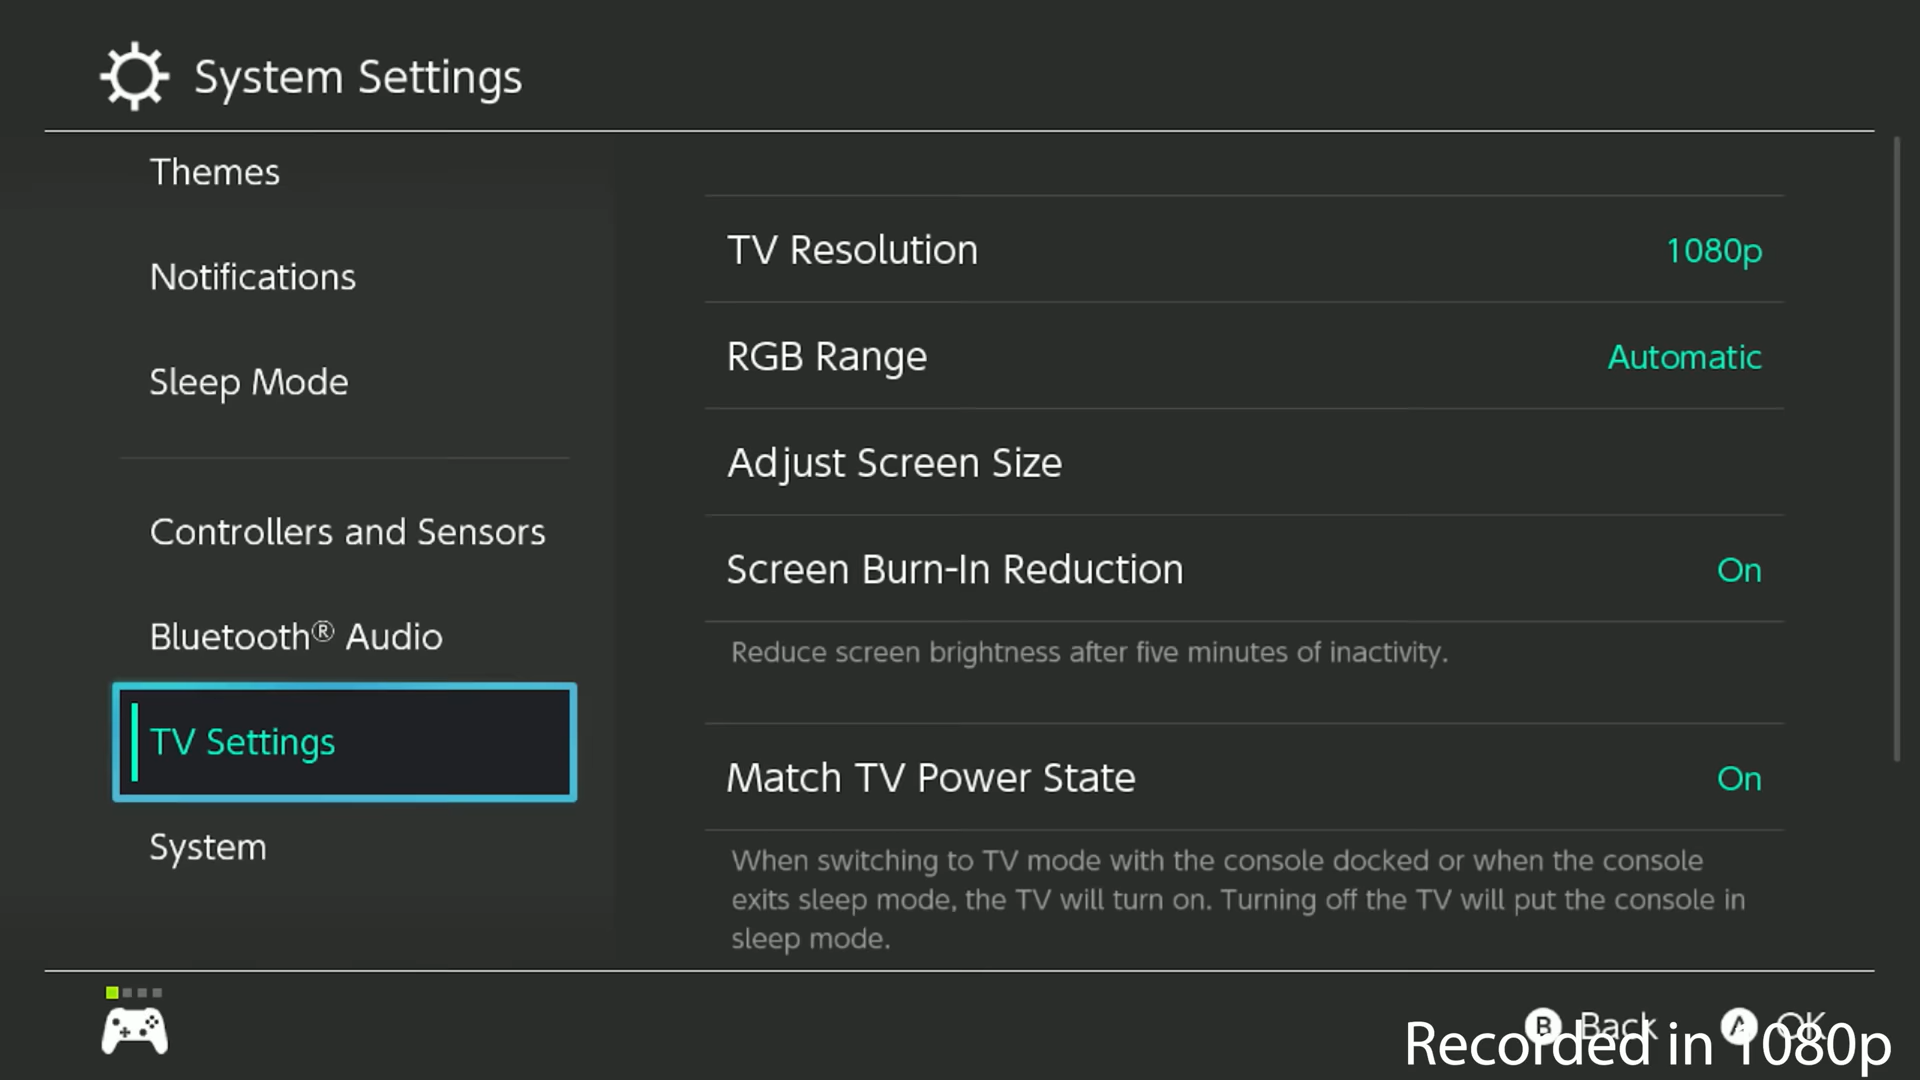 System Settings
Themes
Notifications
Sleep Mode
Controllers and Sensors
Bluetooth® Audio
TV Settings
System
TV Resolution 1080p
RGB Range Automatic
Adjust Screen Size
Screen Burn-In Reduction On
Reduce screen brightness after five minutes of inactivity.
Match TV Power State On
When switching to TV mode with the console docked or when the console
exits sleep mode, the TV will turn on. Turning off the TV will put the console in
sleep mode.
B Back A OK
Recorded in 1080p